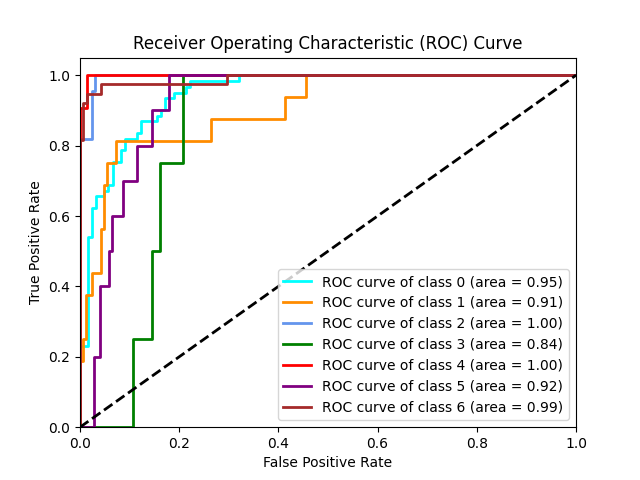 Receiver Operating Characteristic (ROC) Curve
1.0
0.8
0.6
0.4
0.2
0.0
True Positive Rate
ROC curve of class 0 (area = 0.95)
ROC curve of class 1 (area = 0.91)
ROC curve of class 2 (area = 1.00)
ROC curve of class 3 (area = 0.84)
ROC curve of class 4 (area = 1.00)
ROC curve of class 5 (area = 0.92)
ROC curve of class 6 (area = 0.99)
0.0 0.2 0.4 0.6 0.8 1.0
False Positive Rate